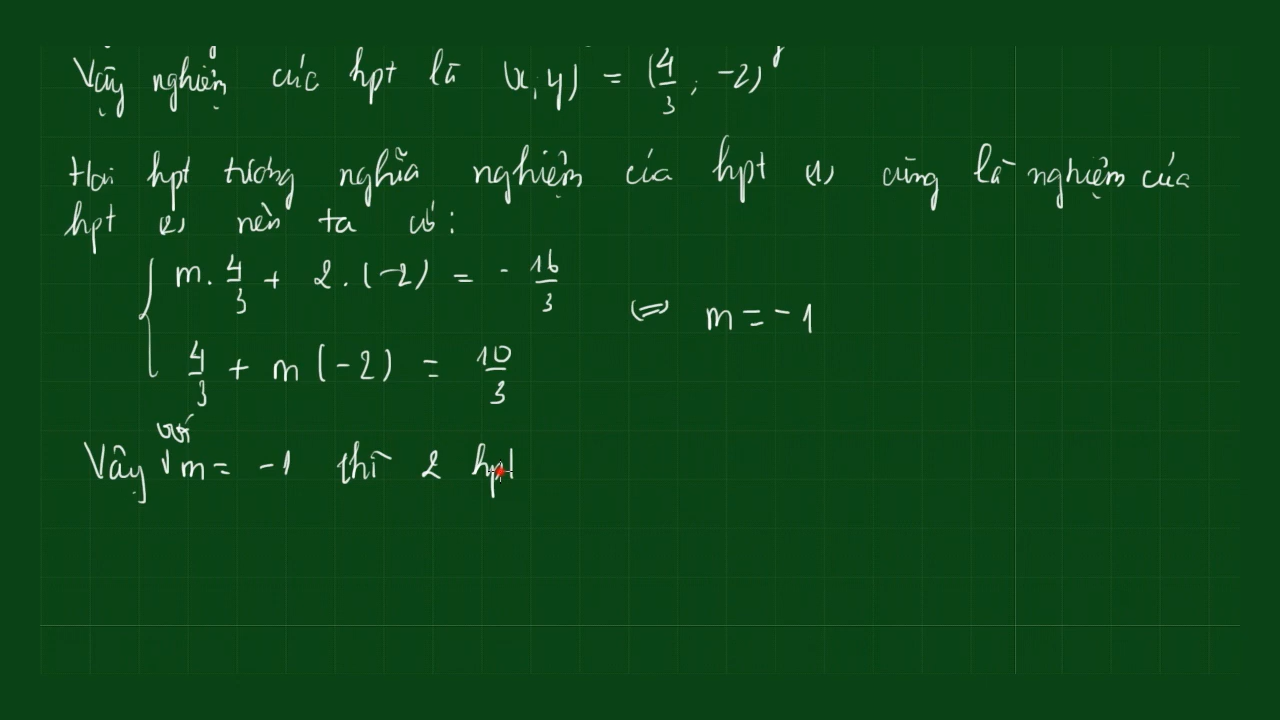 Vậy nghiệm của hpt là (x; y) = (4/3; -2)
Hai hpt tương nghĩa nghiệm của hpt (1) cũng là nghiệm của
hpt (2) nên ta có:
{ m. 4/3 + 2. (-2) = - 16/3
4/3 + m (-2) = 10/3
<=> m = - 1
Vậy với m = -1 thì 2 hpt